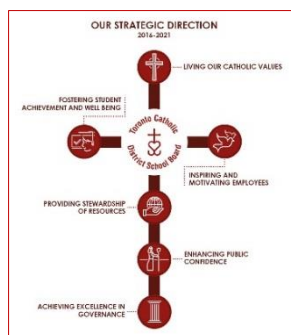 OUR STRATEGIC DIRECTION
2016-2021
LIVING OUR CATHOLIC VALUES
FOSTERING STUDENT
ACHIEVEMENT AND WELL BEING
Toronto Catholic
District School Board
INSPIRING AND
MOTIVATING EMPLOYEES
PROVIDING STEWARDSHIP
OF RESOURCES
ENHANCING PUBLIC
CONFIDENCE
ACHIEVING EXCELLENCE IN
GOVERNANCE